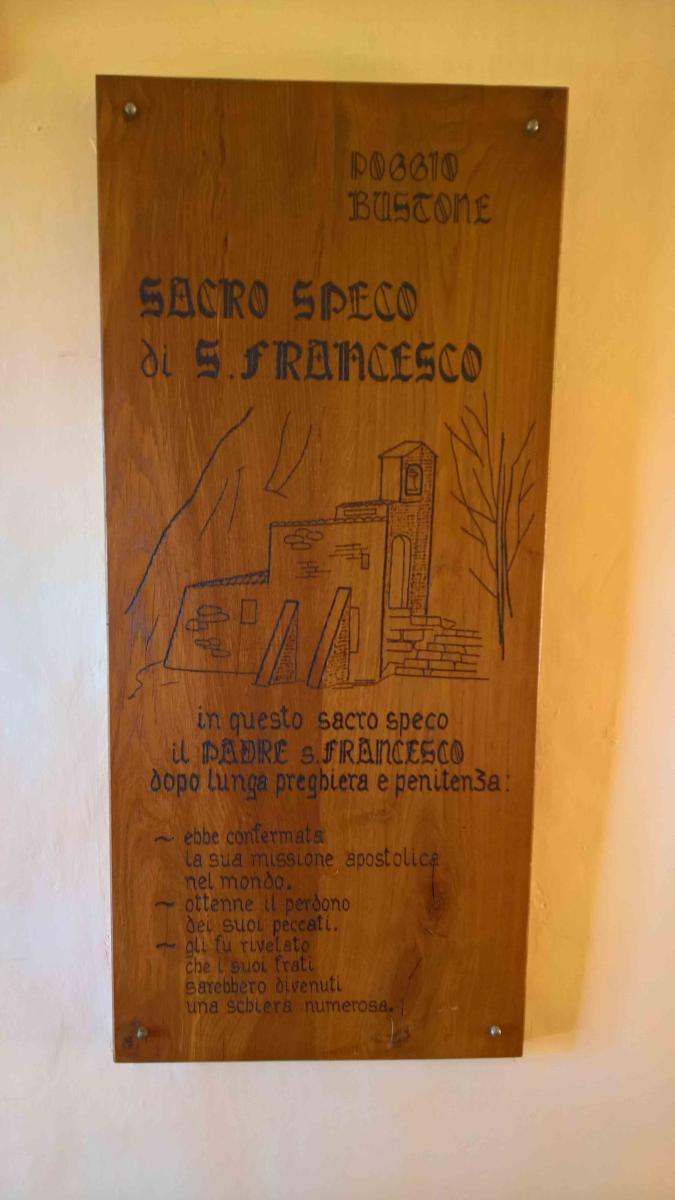 POGGIO
BUSTONE
SACRO SPECO
di S. FRANCESCO
in questo sacro speco
il PADRE S. FRANCESCO
dopo lunga preghiera e penitenza:
~ ebbe confermata
la sua missione apostolica
nel mondo.
~ ottenne il perdono
dei suoi peccati.
~ gli fu rivelato
che i suoi frati
sarebbero divenuti
una schiera numerosa.